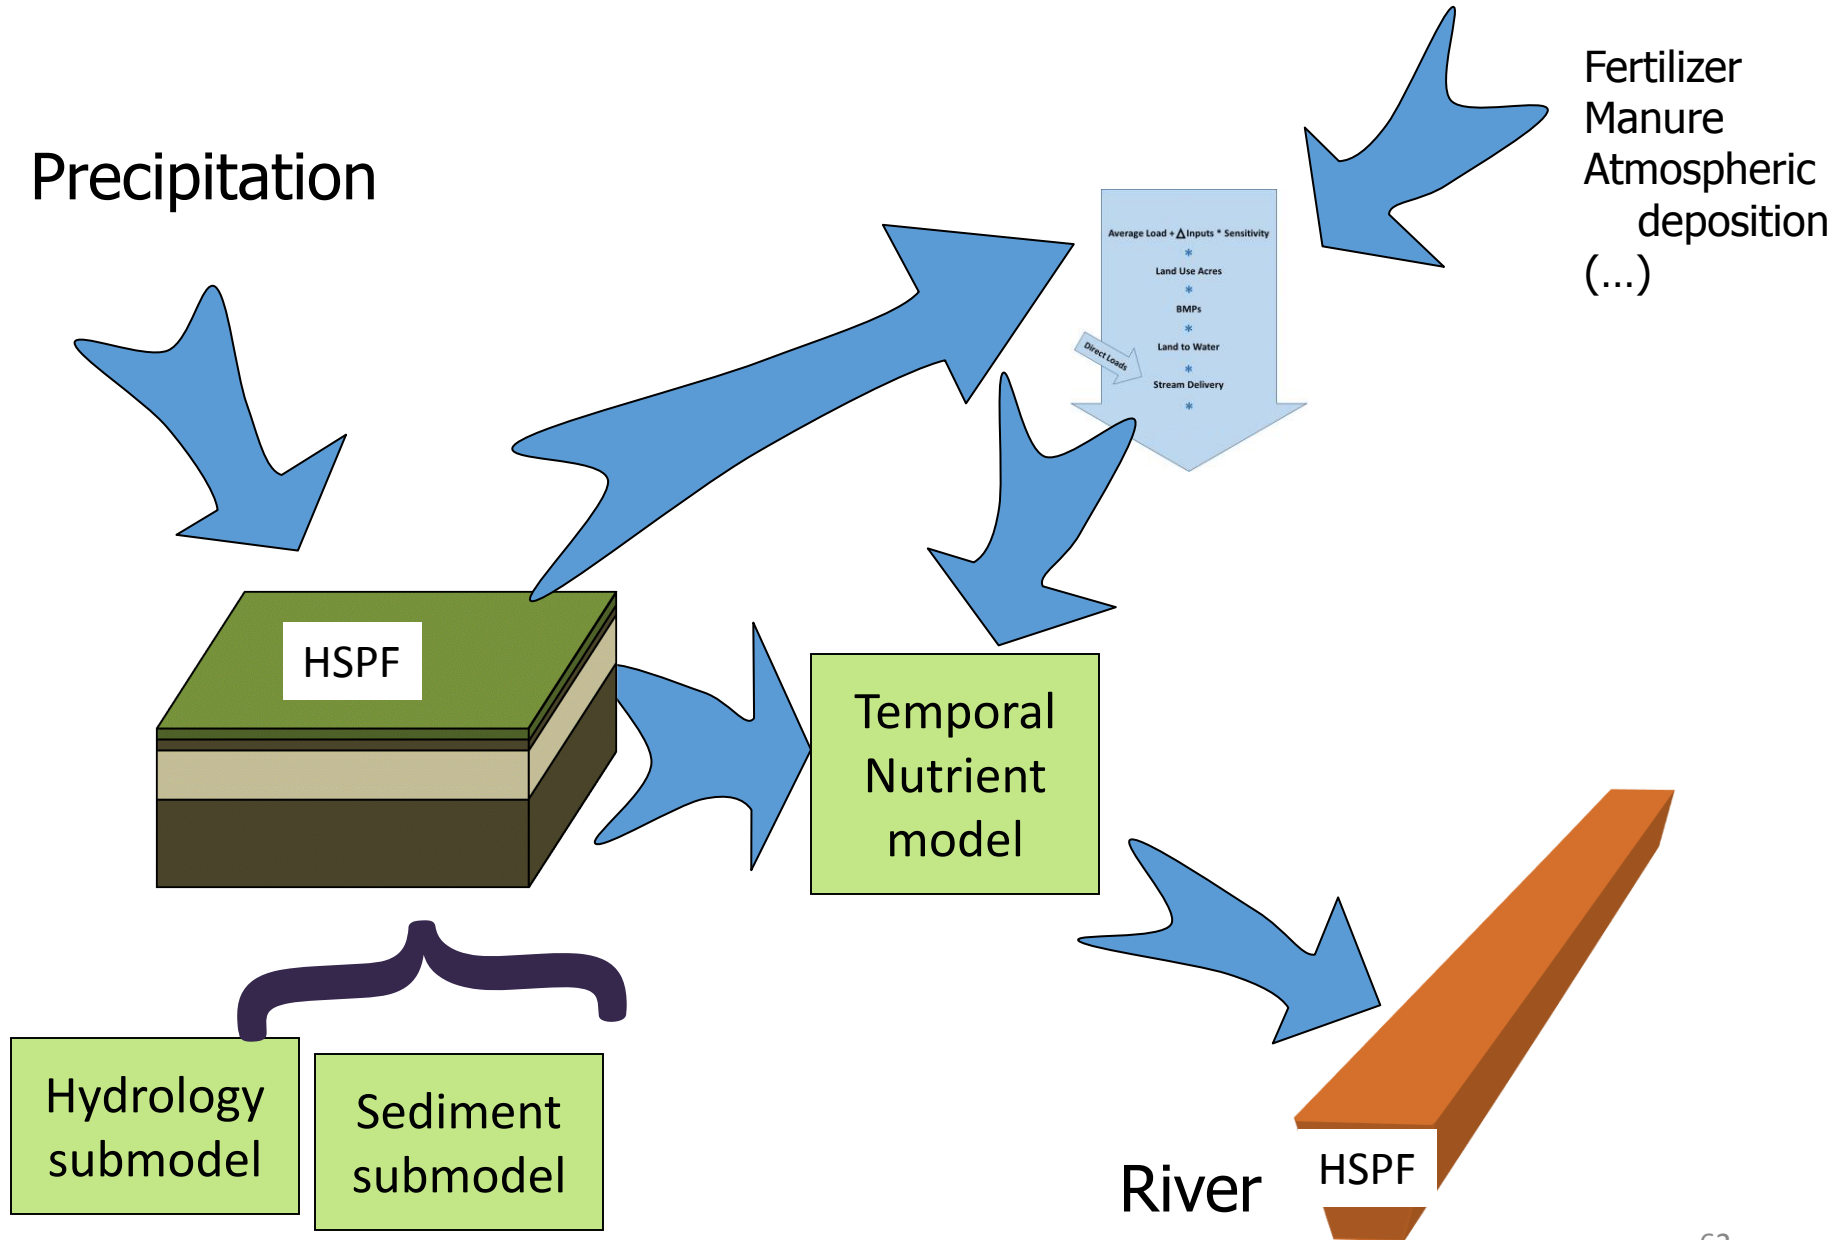 Precipitation
Fertilizer
Manure
Atmospheric
deposition
(...)
Average Load + Δ Inputs * Sensitivity
*
Land Use Acres
*
BMPs
*
Land to Water
*
Direct Loads
Stream Delivery
*
HSPF
Temporal
Nutrient
model
Hydrology
submodel
Sediment
submodel
River
HSPF